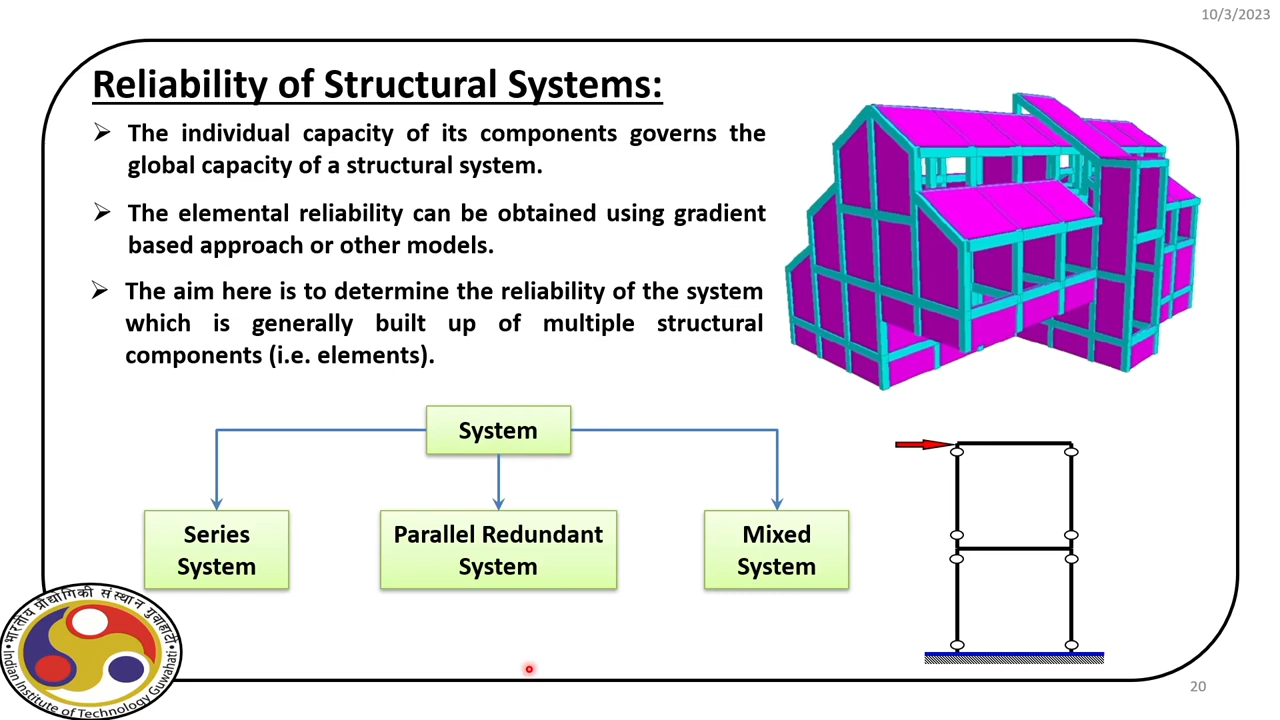 10/3/2023
Reliability of Structural Systems:
➢ The individual capacity of its components governs the
global capacity of a structural system.
➢ The elemental reliability can be obtained using gradient
based approach or other models.
➢ The aim here is to determine the reliability of the system
which is generally built up of multiple structural
components (i.e. elements).
System
Series
System
Parallel Redundant
System
Mixed
System
भारतीय प्रौद्योगिकी संस्थान गुवाहाटी
Indian Institute of Technology Guwahati
20